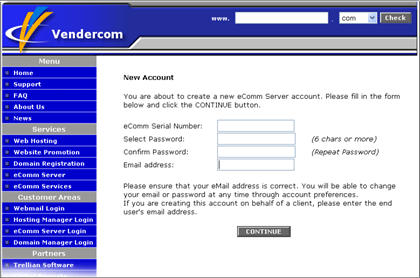 Vendercom
www. . com Check
Menu
Home
Support
FAQ
About Us
News
Services
Web Hosting
Website Promotion
Domain Registration
eComm Server
eComm Services
Customer Areas
Webmail Login
Hosting Manager Login
eComm Server Login
Domain Manager Login
Partners
Trellian Software
New Account
You are about to create a new eComm Server account. Please fill in the form
below and click the CONTINUE button.
eComm Serial Number:
Select Password: (6 chars or more)
Confirm Password: (Repeat Password)
Email address:
Please ensure that your eMail address is correct. You will be able to change
your email or password at any time through account preferences.
If you are creating this account on behalf of a client, please enter the end
user's email address.
CONTINUE